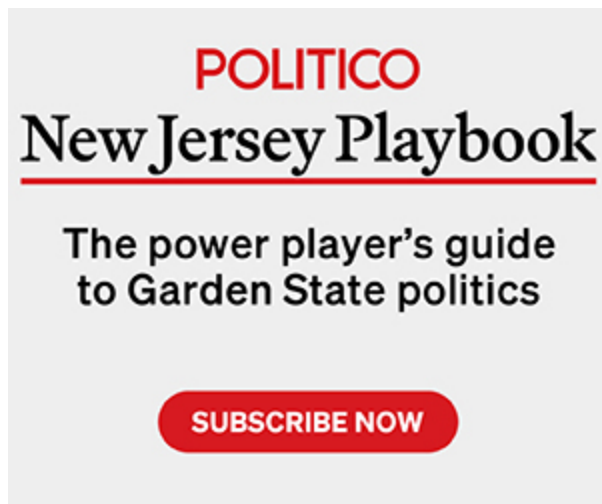 POLITICO
New Jersey Playbook
The power player’s guide
to Garden State politics
SUBSCRIBE NOW